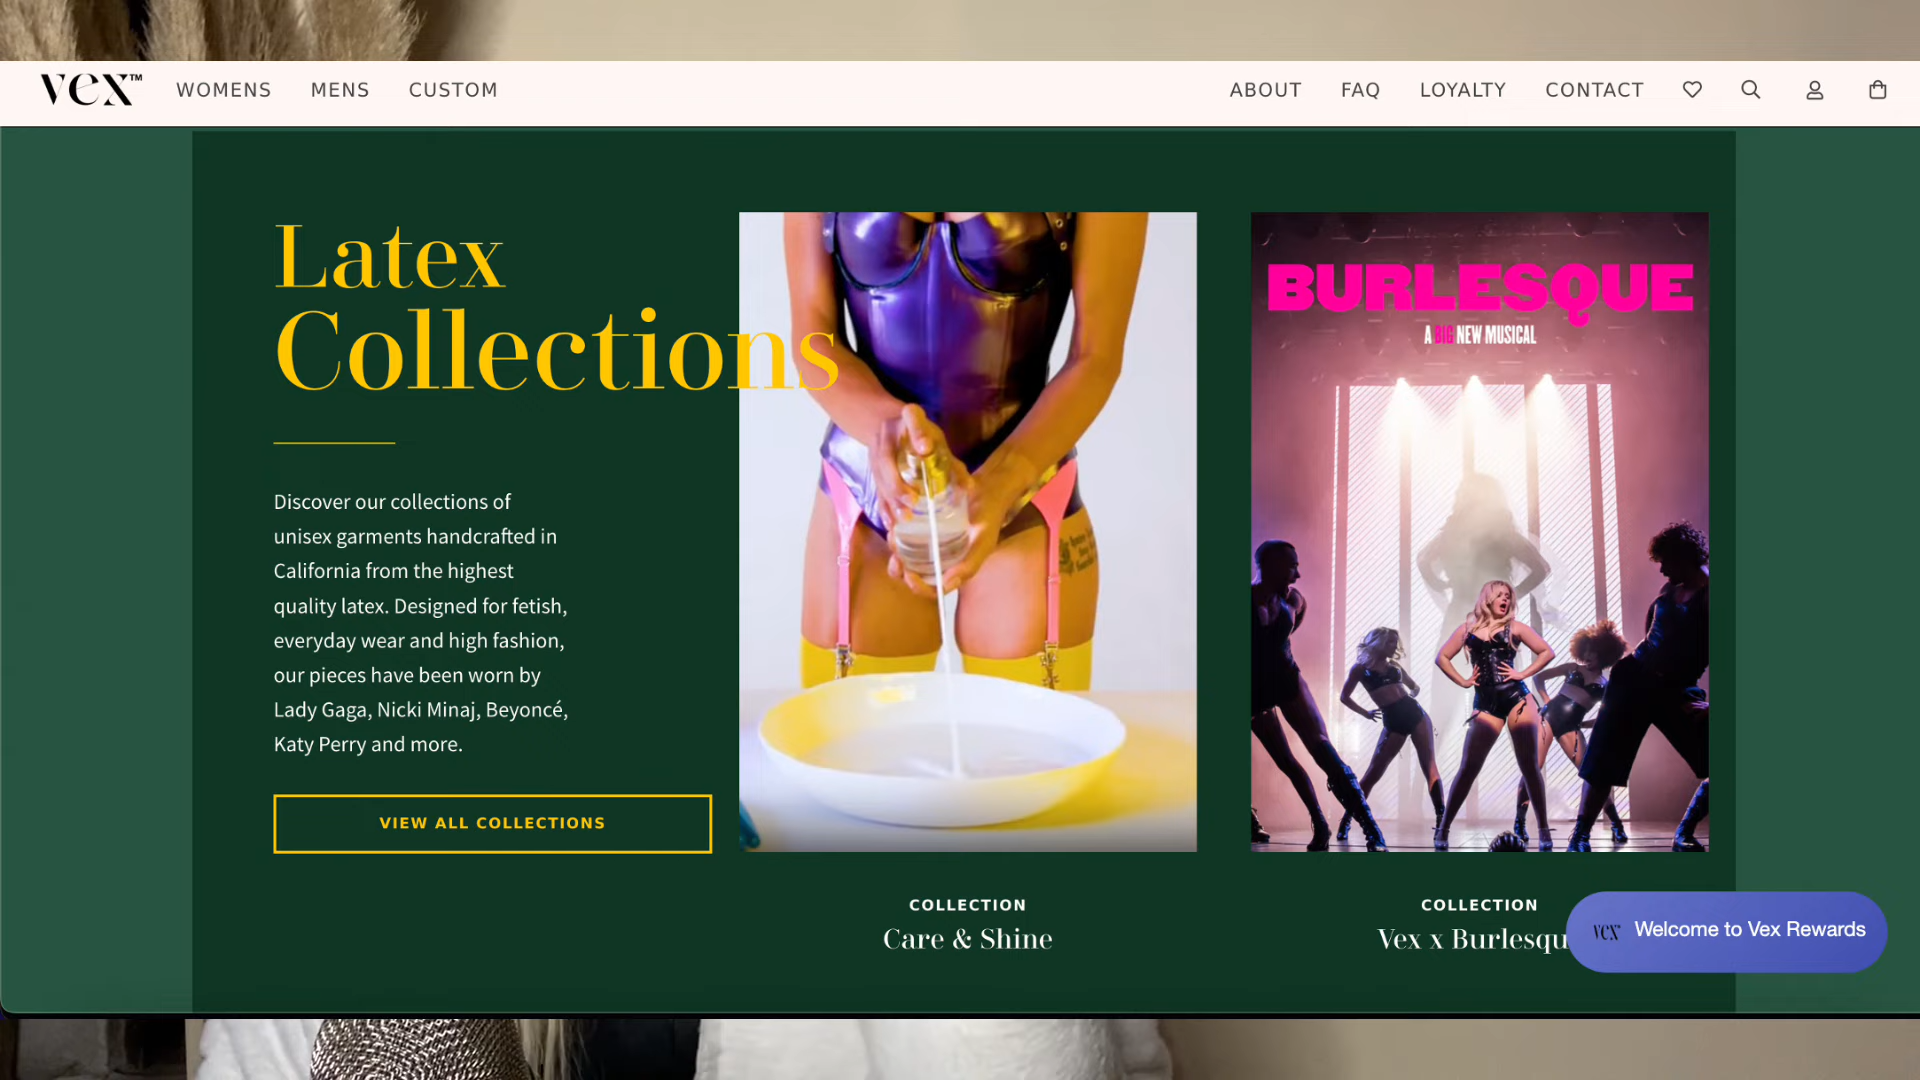 vex™ WOMENS MENS CUSTOM ABOUT FAQ LOYALTY CONTACT
Latex
Collections
Discover our collections of
unisex garments handcrafted in
California from the highest
quality latex. Designed for fetish,
everyday wear and high fashion,
our pieces have been worn by
Lady Gaga, Nicki Minaj, Beyoncé,
Katy Perry and more.
VIEW ALL COLLECTIONS
BURLESQUE
A BIG NEW MUSICAL
COLLECTION
Care & Shine
COLLECTION
Vex x Burlesqu
vex Welcome to Vex Rewards